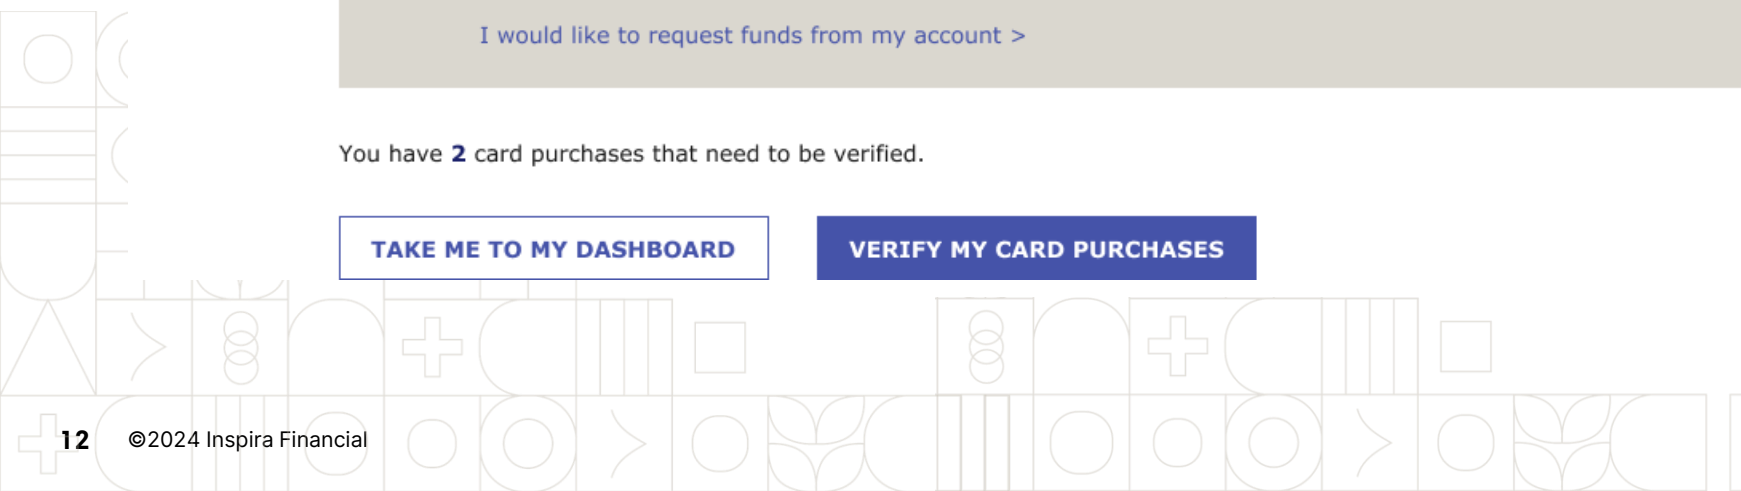 I would like to request funds from my account >
You have 2 card purchases that need to be verified.
TAKE ME TO MY DASHBOARD
VERIFY MY CARD PURCHASES
12 ©2024 Inspira Financial